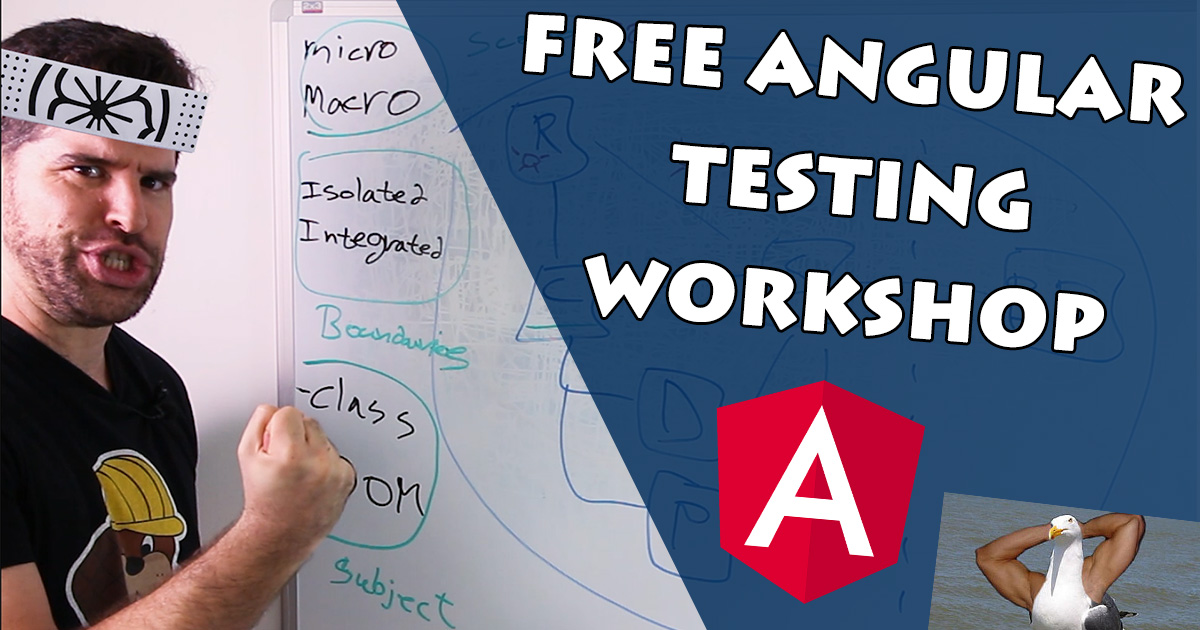 micro
Macro
Isolated
Integrated
Boundaries
-class
DOM
Subject
FREE ANGULAR
TESTING
WORKSHOP
R
C
D
P
A